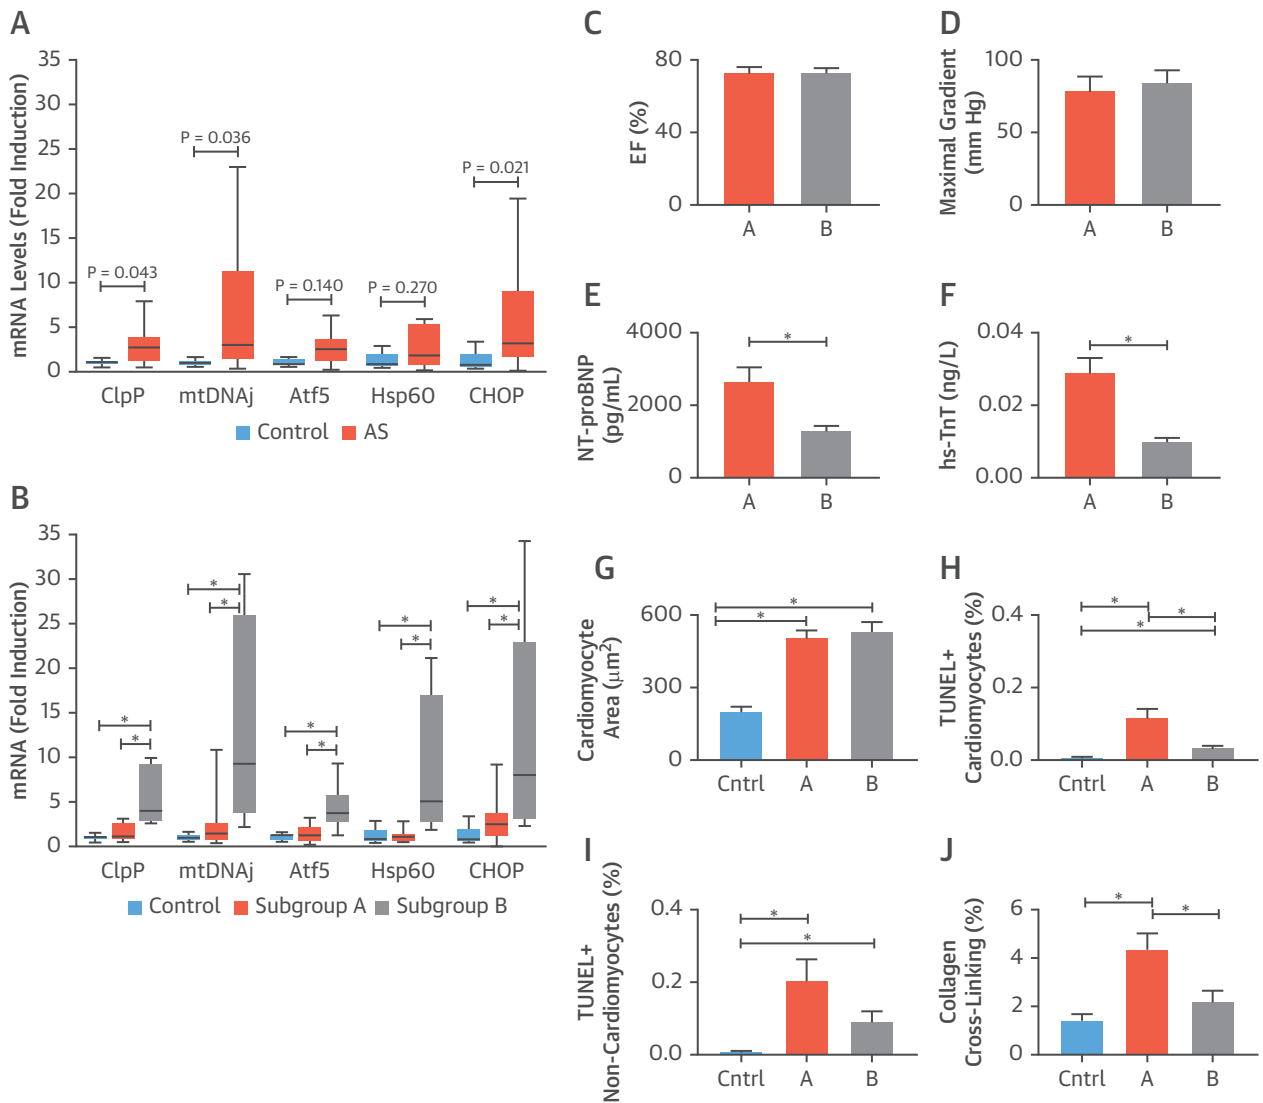 A
mRNA Levels (Fold Induction)
35
30
25
20
15
10
5
0
P = 0.043
P = 0.036
P = 0.140
P = 0.270
P = 0.021
ClpP mtDNAj Atf5 Hsp60 CHOP
Control AS
B
mRNA (Fold Induction)
35
30
25
20
15
10
5
0
* * * * * * * * * *
ClpP mtDNAj Atf5 Hsp60 CHOP
Control Subgroup A Subgroup B
C
EF (%)
80
40
0
A B
D
Maximal Gradient
(mm Hg)
100
50
0
A B
E
NT-proBNP
(pg/mL)
4000
2000
0
*
A B
F
hs-TnT (ng/L)
0.04
0.02
0.00
*
A B
G
Cardiomyocyte
Area (μm²)
600
300
0
*
*
Cntrl A B
H
TUNEL+
Cardiomyocytes (%)
0.4
0.2
0.0
* *
*
Cntrl A B
I
TUNEL+
Non-Cardiomyocytes (%)
0.4
0.2
0.0
*
*
Cntrl A B
J
Collagen
Cross-Linking (%)
6
4
2
0
* *
Cntrl A B